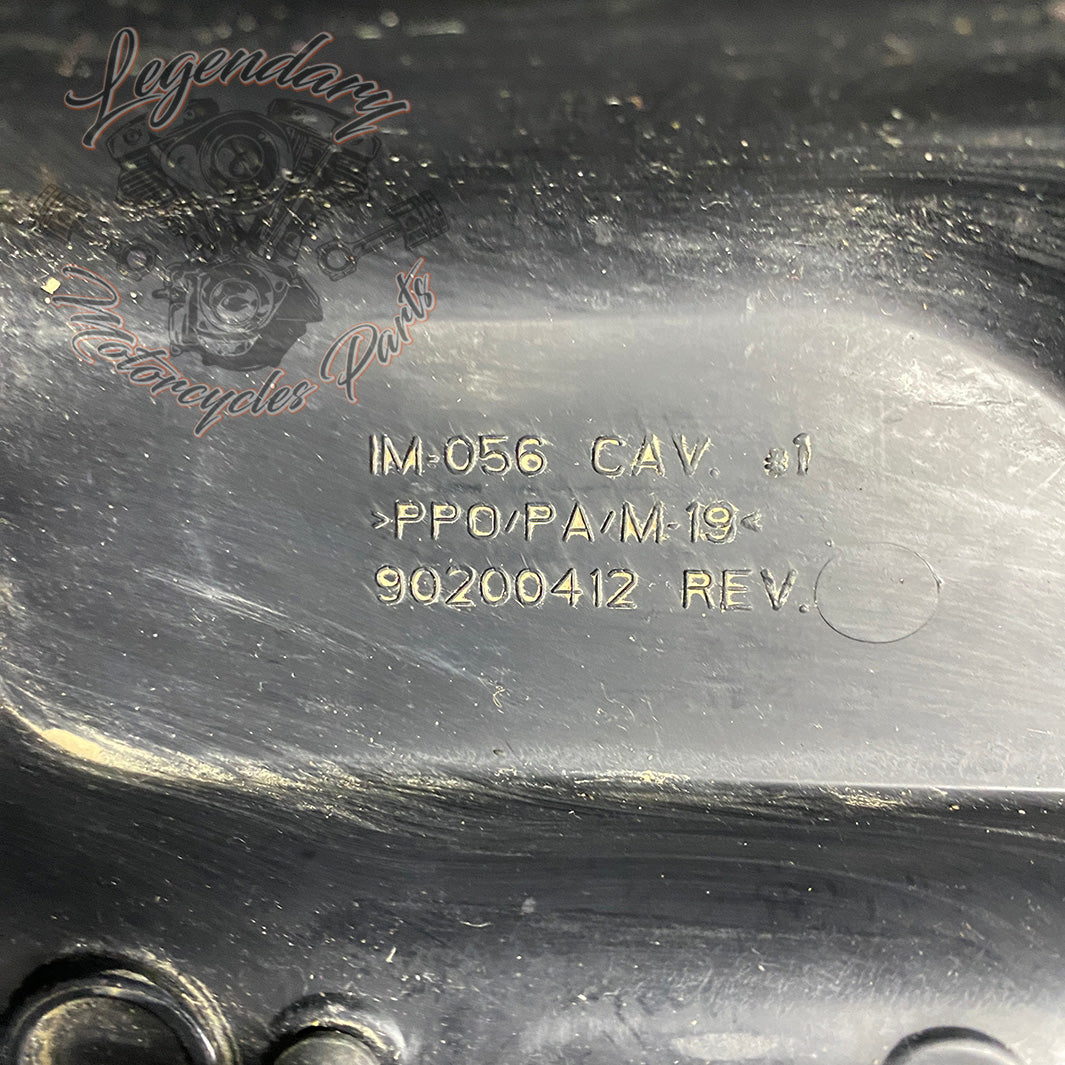 Legendary
Motorcycles Parts
IM-056 CAV. #1
>PPO/PA/M-19<
90200412 REV.